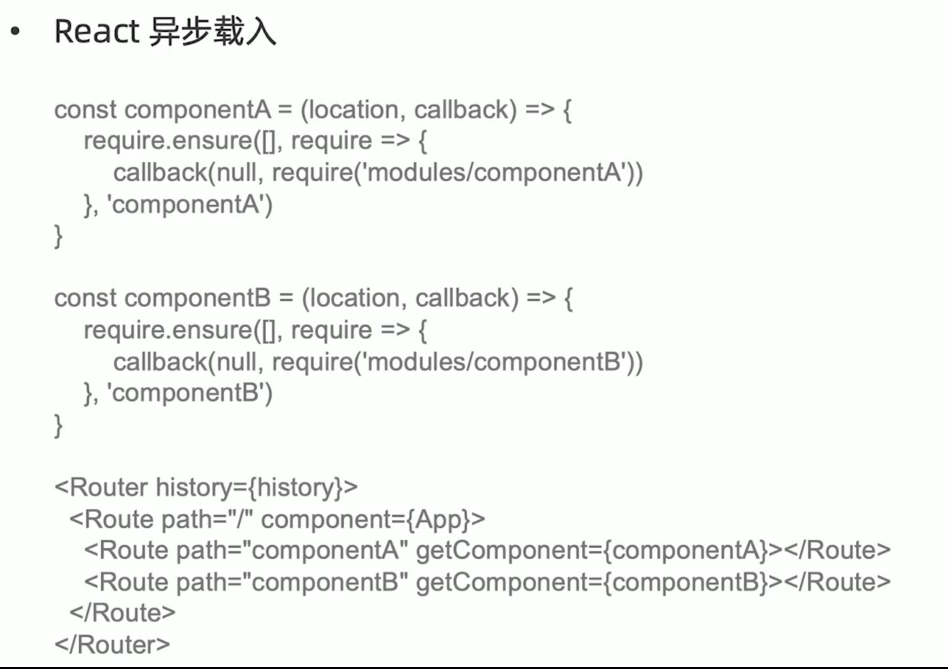 • React 异步载入
const componentA = (location, callback) => {
    require.ensure([], require => {
        callback(null, require('modules/componentA'))
    }, 'componentA')
}
const componentB = (location, callback) => {
    require.ensure([], require => {
        callback(null, require('modules/componentB'))
    }, 'componentB')
}
<Router history={history}>
  <Route path="/" component={App}>
    <Route path="componentA" getComponent={componentA}></Route>
    <Route path="componentB" getComponent={componentB}></Route>
  </Route>
</Router>